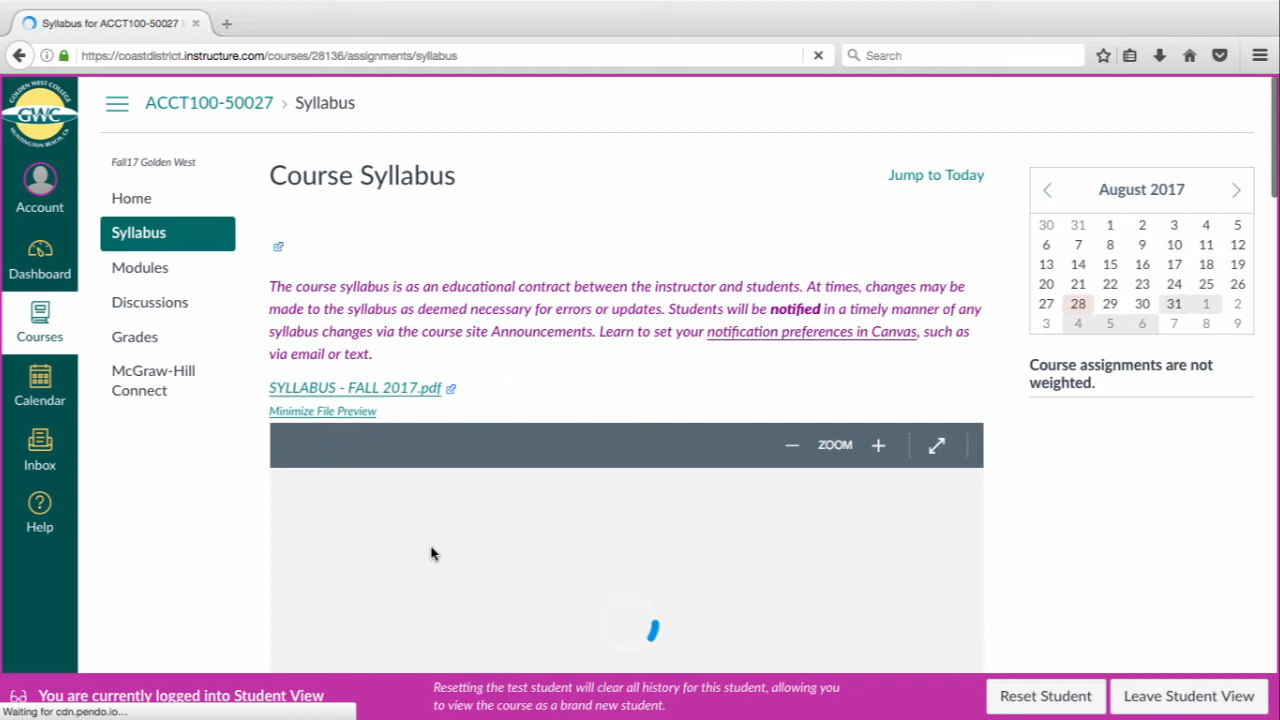 Syllabus for ACCT100-50027
https://coastdistrict.instructure.com/courses/28136/assignments/syllabus
Search
GOLDEN WEST COLLEGE
GWC
HUNTINGTON BEACH, CA
Account
Dashboard
Courses
Calendar
Inbox
Help
ACCT100-50027 › Syllabus
Fall17 Golden West
Home
Syllabus
Modules
Discussions
Grades
McGraw-Hill
Connect
Course Syllabus
Jump to Today
The course syllabus is as an educational contract between the instructor and students. At times, changes may be
made to the syllabus as deemed necessary for errors or updates. Students will be notified in a timely manner of any
syllabus changes via the course site Announcements. Learn to set your notification preferences in Canvas, such as
via email or text.
SYLLABUS - FALL 2017.pdf
Minimize File Preview
ZOOM
August 2017
30 31 1 2 3 4 5
6 7 8 9 10 11 12
13 14 15 16 17 18 19
20 21 22 23 24 25 26
27 28 29 30 31 1 2
3 4 5 6 7 8 9
Course assignments are not
weighted.
You are currently logged into Student View
Resetting the test student will clear all history for this student, allowing you
to view the course as a brand new student.
Reset Student
Leave Student View
Waiting for cdn.pendo.io...